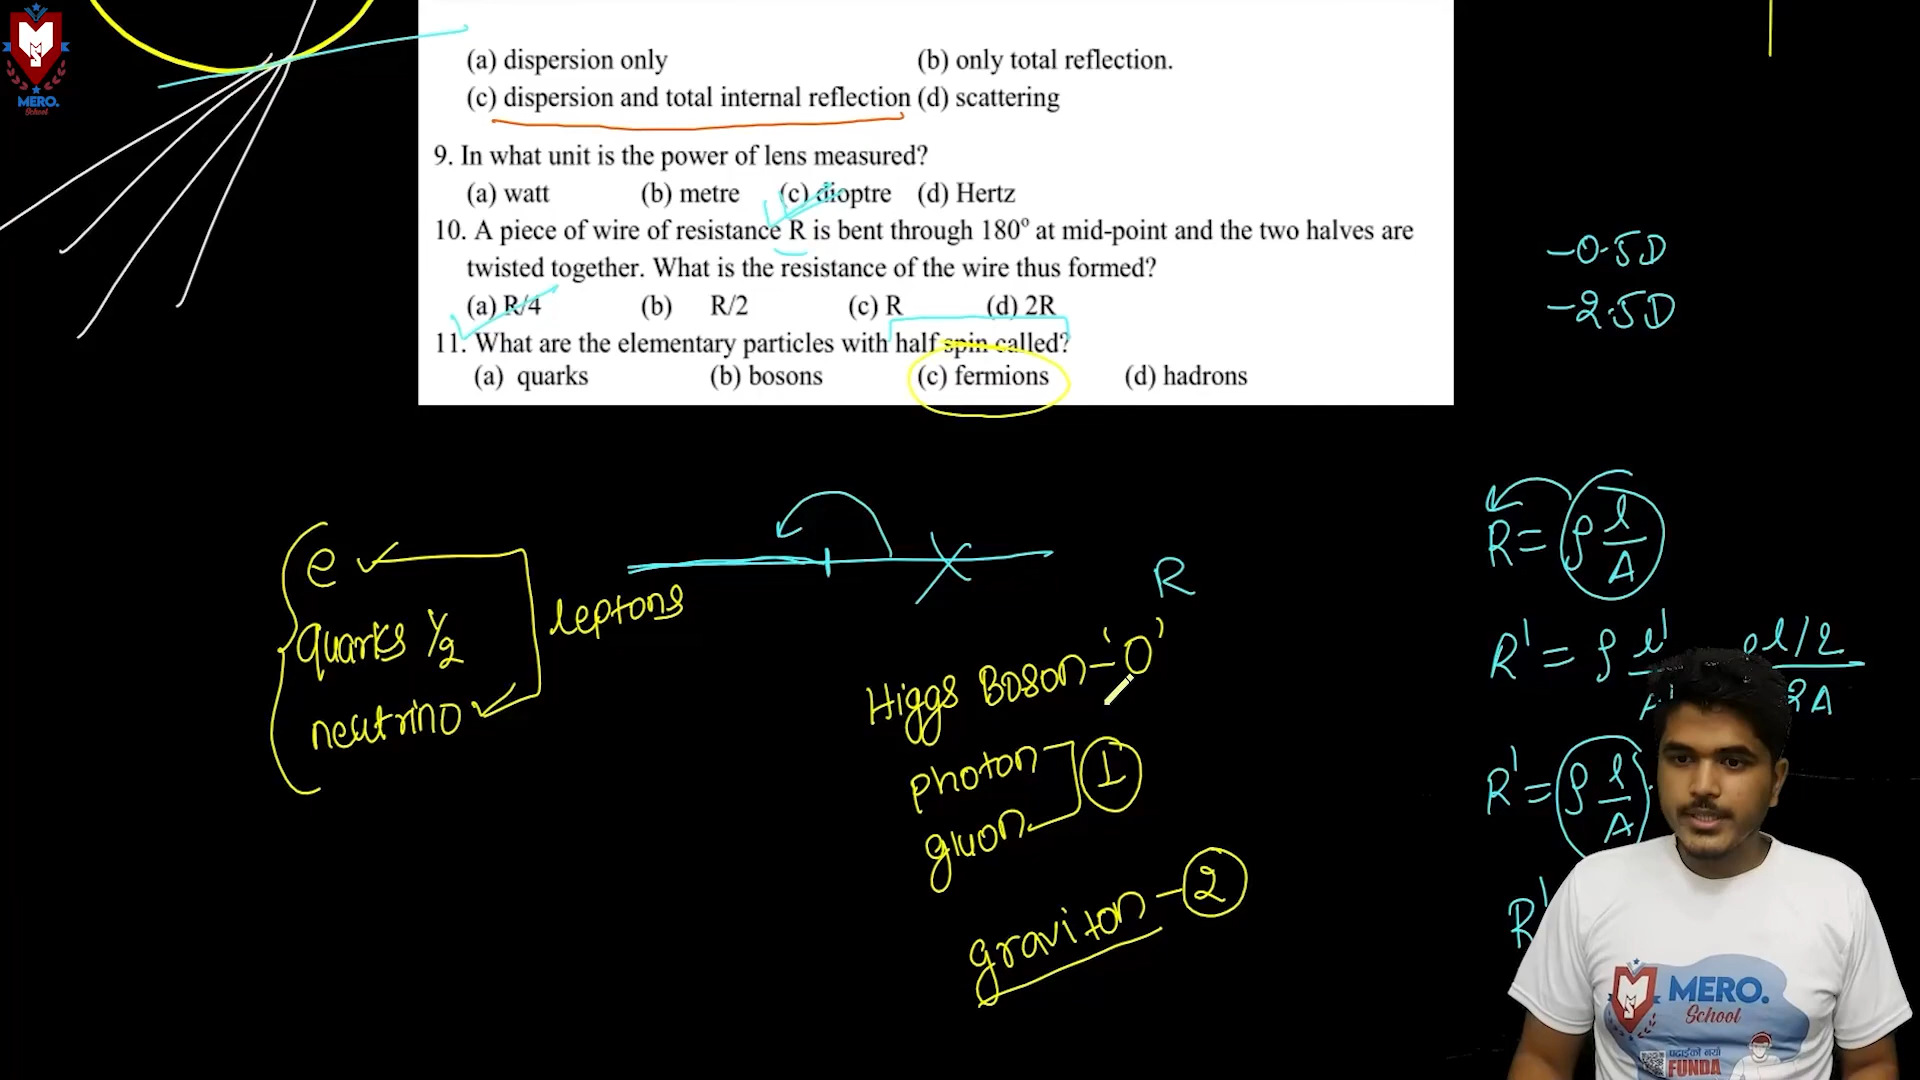 MERO.
School
(a) dispersion only (b) only total reflection.
(c) dispersion and total internal reflection (d) scattering
9. In what unit is the power of lens measured?
(a) watt (b) metre (c) dioptre (d) Hertz
10. A piece of wire of resistance R is bent through 180º at mid-point and the two halves are
twisted together. What is the resistance of the wire thus formed?
(a) R/4 (b) R/2 (c) R (d) 2R
11. What are the elementary particles with half spin called?
(a) quarks (b) bosons (c) fermions (d) hadrons
-0.5D
-2.5D
e
quarks 1/2
neutrino
leptons
R
Higgs Boson - '0'
photon
gluon
1
graviton - 2
R = ρ l/A
R' = ρ l' l/2
2A
R' = ρ l/A
R'
MERO.
School
FUNDA